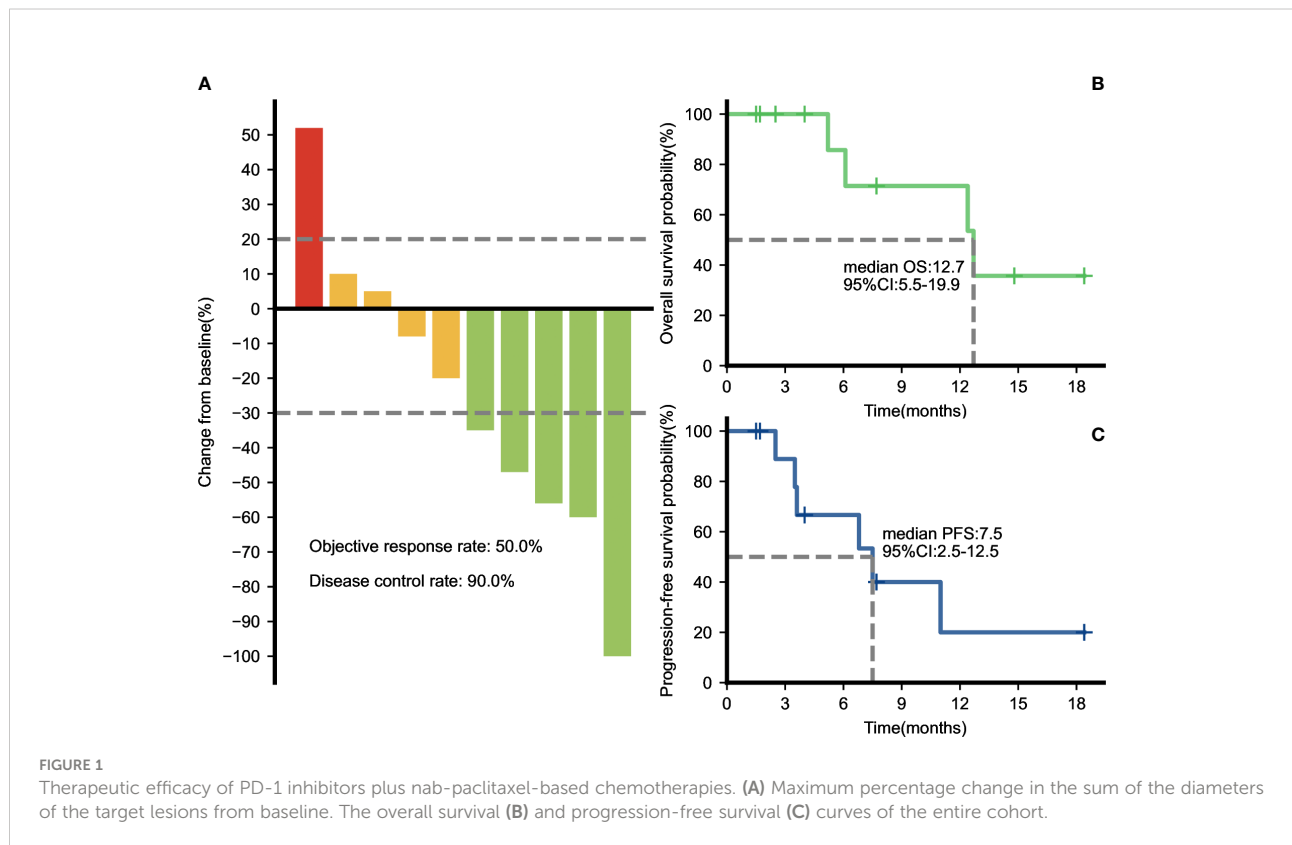 A
Change from baseline(%)
50
40
30
20
10
0
−10
−20
−30
−40
−50
−60
−70
−80
−90
−100
Objective response rate: 50.0%
Disease control rate: 90.0%
B
Overall survival probability(%)
100
80
60
40
20
0
median OS:12.7
95%CI:5.5-19.9
0 3 6 9 12 15 18
Time(months)
C
Progression-free survival probability(%)
100
80
60
40
20
0
median PFS:7.5
95%CI:2.5-12.5
0 3 6 9 12 15 18
Time(months)
FIGURE 1
Therapeutic efficacy of PD-1 inhibitors plus nab-paclitaxel-based chemotherapies. (A) Maximum percentage change in the sum of the diameters
of the target lesions from baseline. The overall survival (B) and progression-free survival (C) curves of the entire cohort.